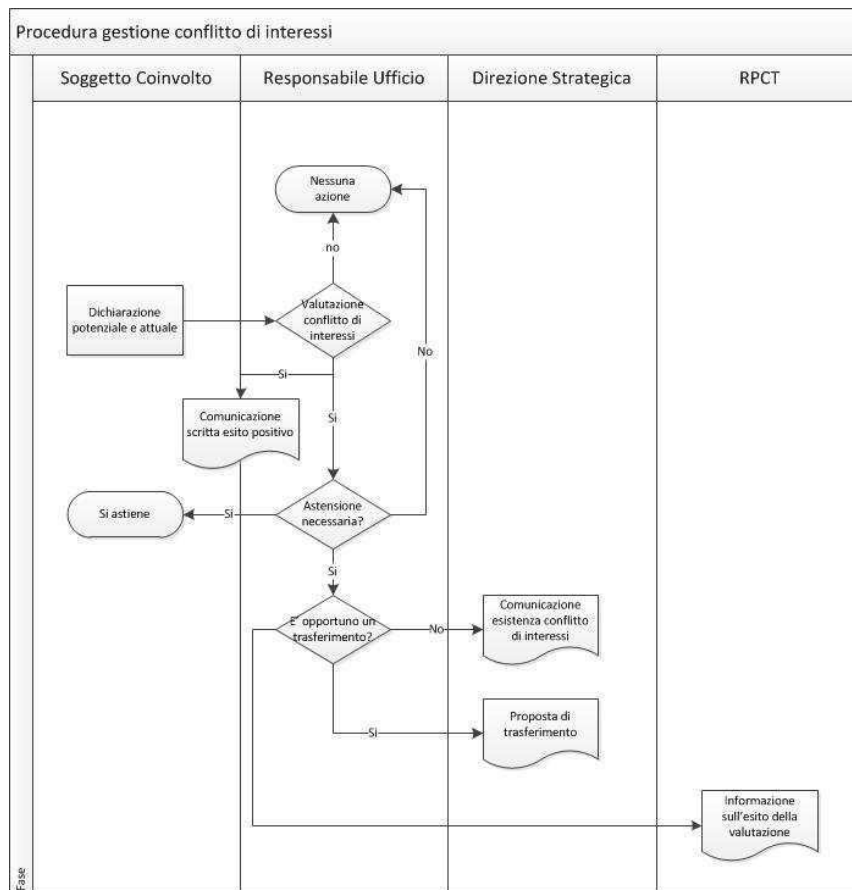 Procedura gestione conflitto di interessi
Soggetto Coinvolto
Responsabile Ufficio
Direzione Strategica
RPCT
Nessuna
azione
no
Dichiarazione
potenziale e attuale
Valutazione
conflitto di
interessi
No
Si
Comunicazione
scritta esito positivo
Si
Si astiene
Si
Astensione
necessaria?
Si
E' opportuno un
trasferimento?
No
Comunicazione
esistenza conflitto
di interessi
Si
Proposta di
trasferimento
Informazione
sull'esito della
valutazione
Fase